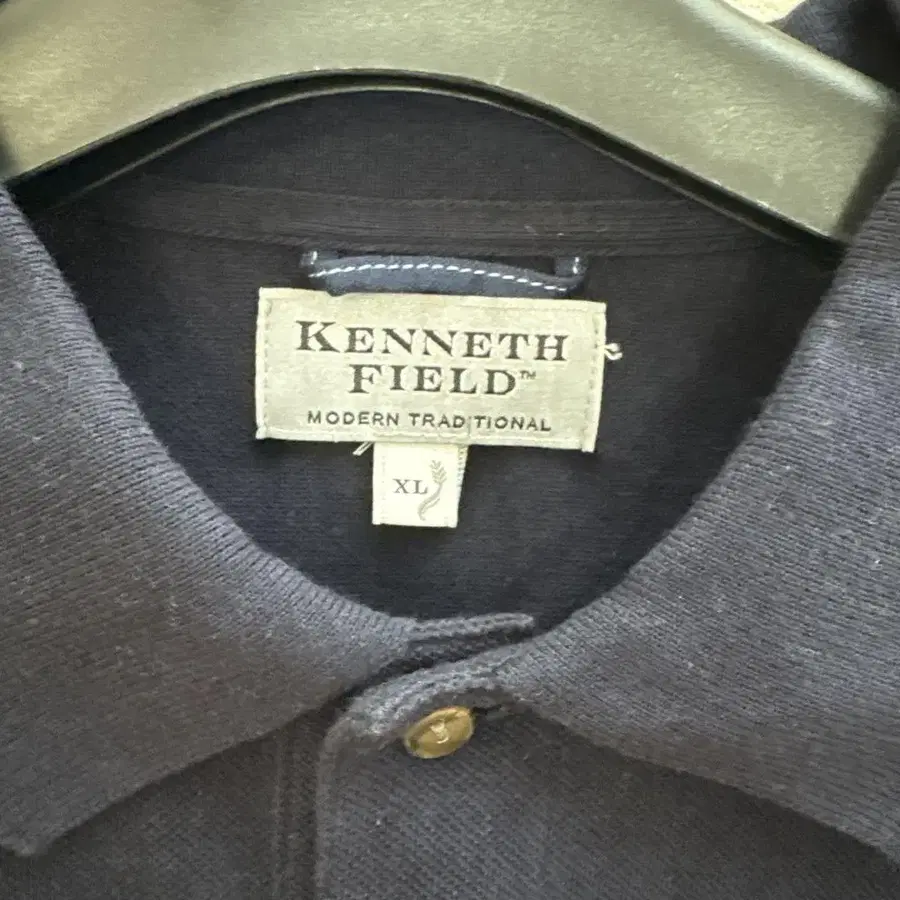 KENNETH
FIELD™
MODERN TRADITIONAL
XL